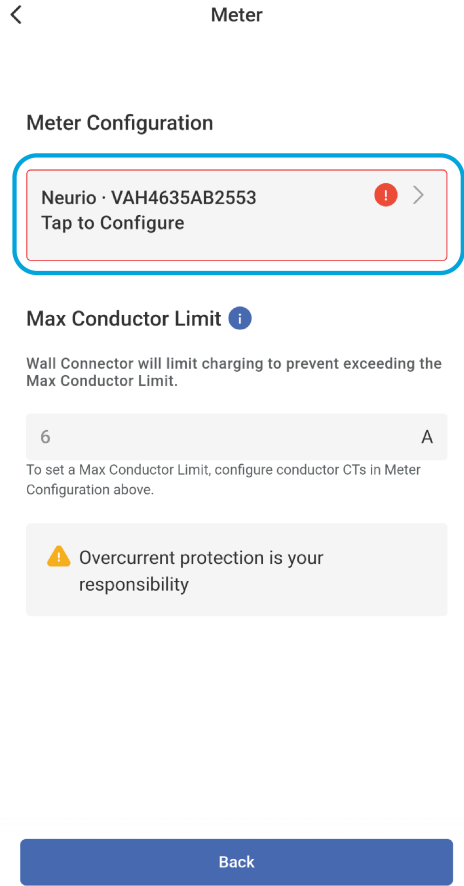 Meter
Meter Configuration
Neurio · VAH4635AB2553
Tap to Configure
Max Conductor Limit
Wall Connector will limit charging to prevent exceeding the
Max Conductor Limit.
6 A
To set a Max Conductor Limit, configure conductor CTs in Meter
Configuration above.
Overcurrent protection is your
responsibility
Back